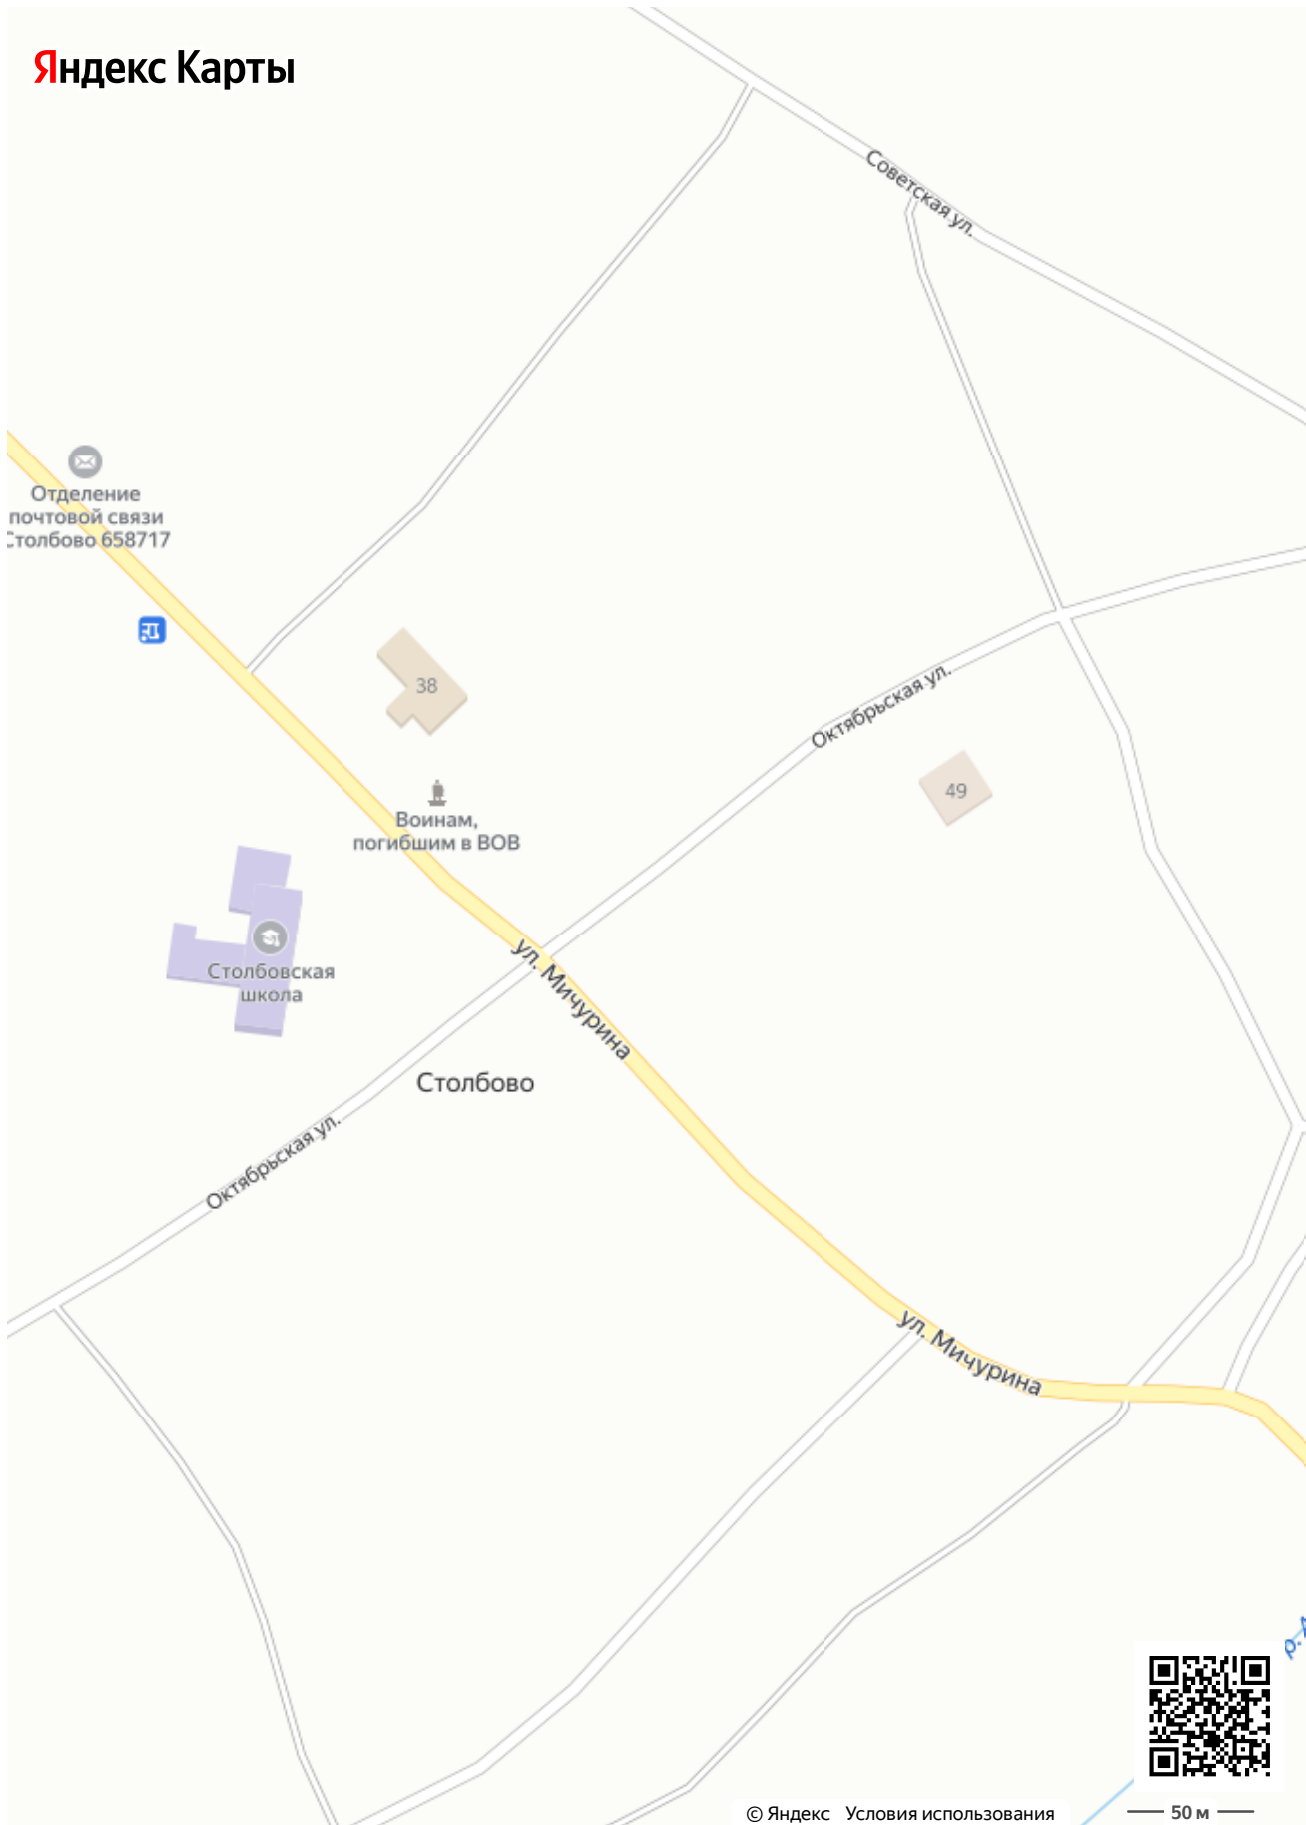 Яндекс Карты
Советская ул.
Отделение
почтовой связи
Столбово 658717
38
Октябрьская ул.
49
Воинам,
погибшим в ВОВ
ул. Мичурина
Столбовская
школа
Столбово
Октябрьская ул.
ул. Мичурина
р.
© Яндекс Условия использования
50 м